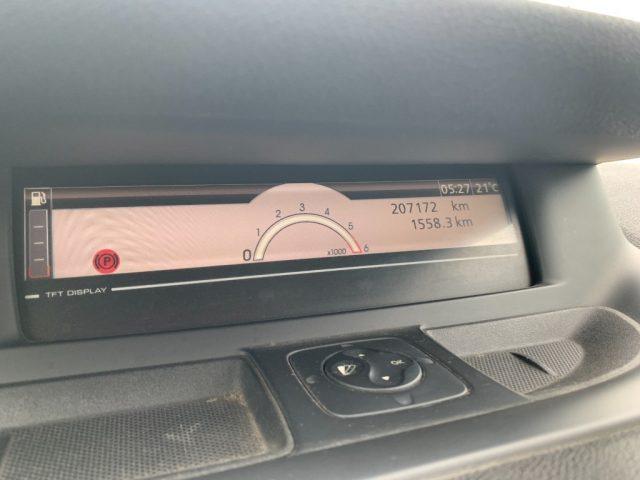 05:27 21°C
207172 km
1558.3 km
0 1 2 3 4 5 6
x1000
P
TFT DISPLAY
OK